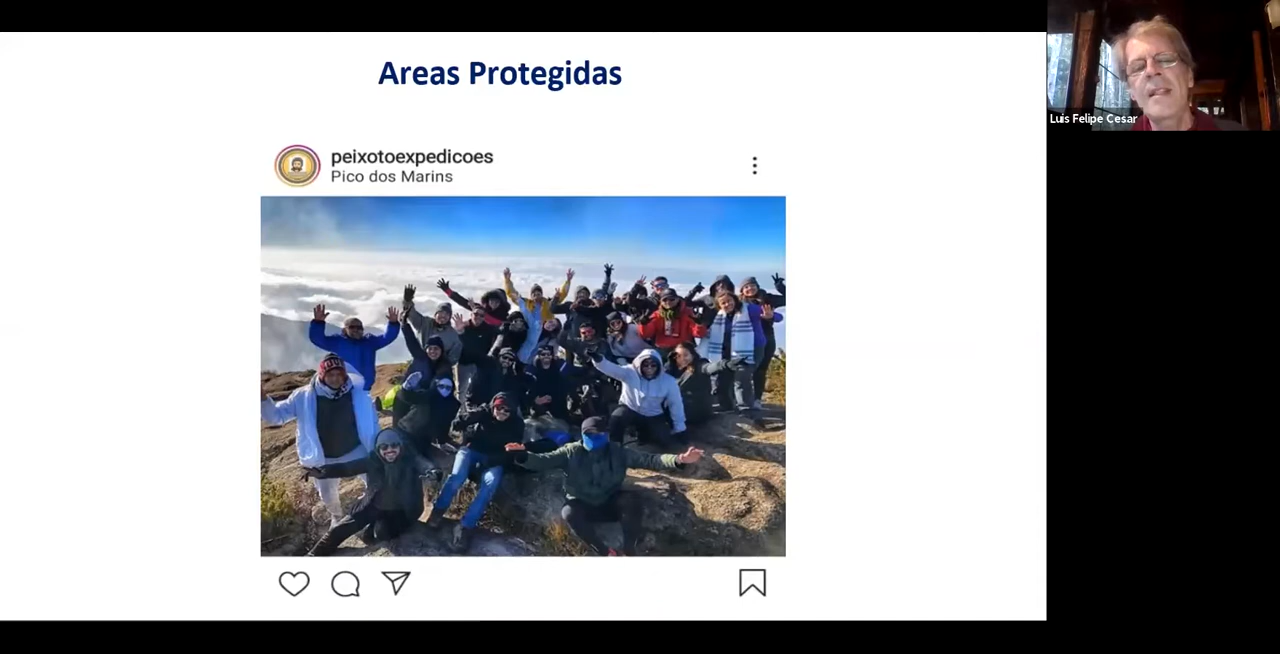 Areas Protegidas
peixotoexpedicoes
Pico dos Marins
Luis Felipe Cesar